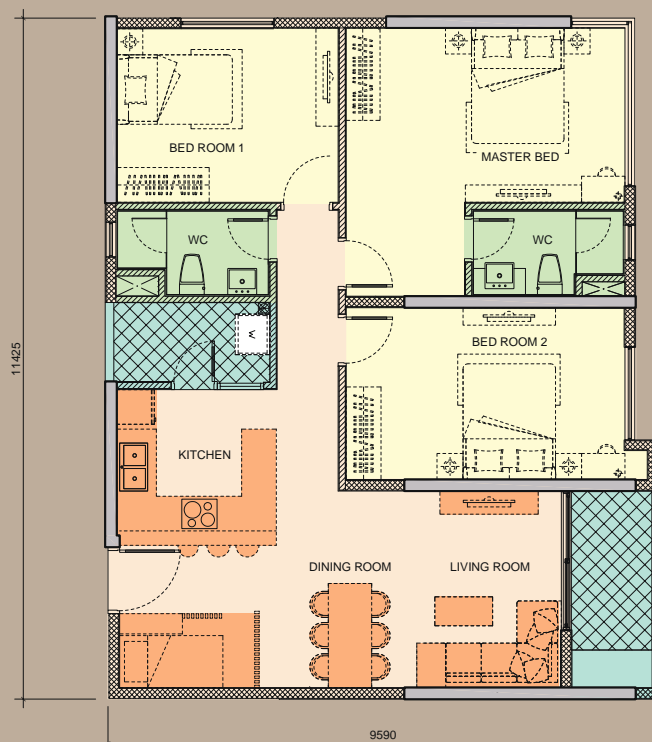 BED ROOM 1
MASTER BED
WC
WC
W
BED ROOM 2
11425
KITCHEN
DINING ROOM
LIVING ROOM
9590